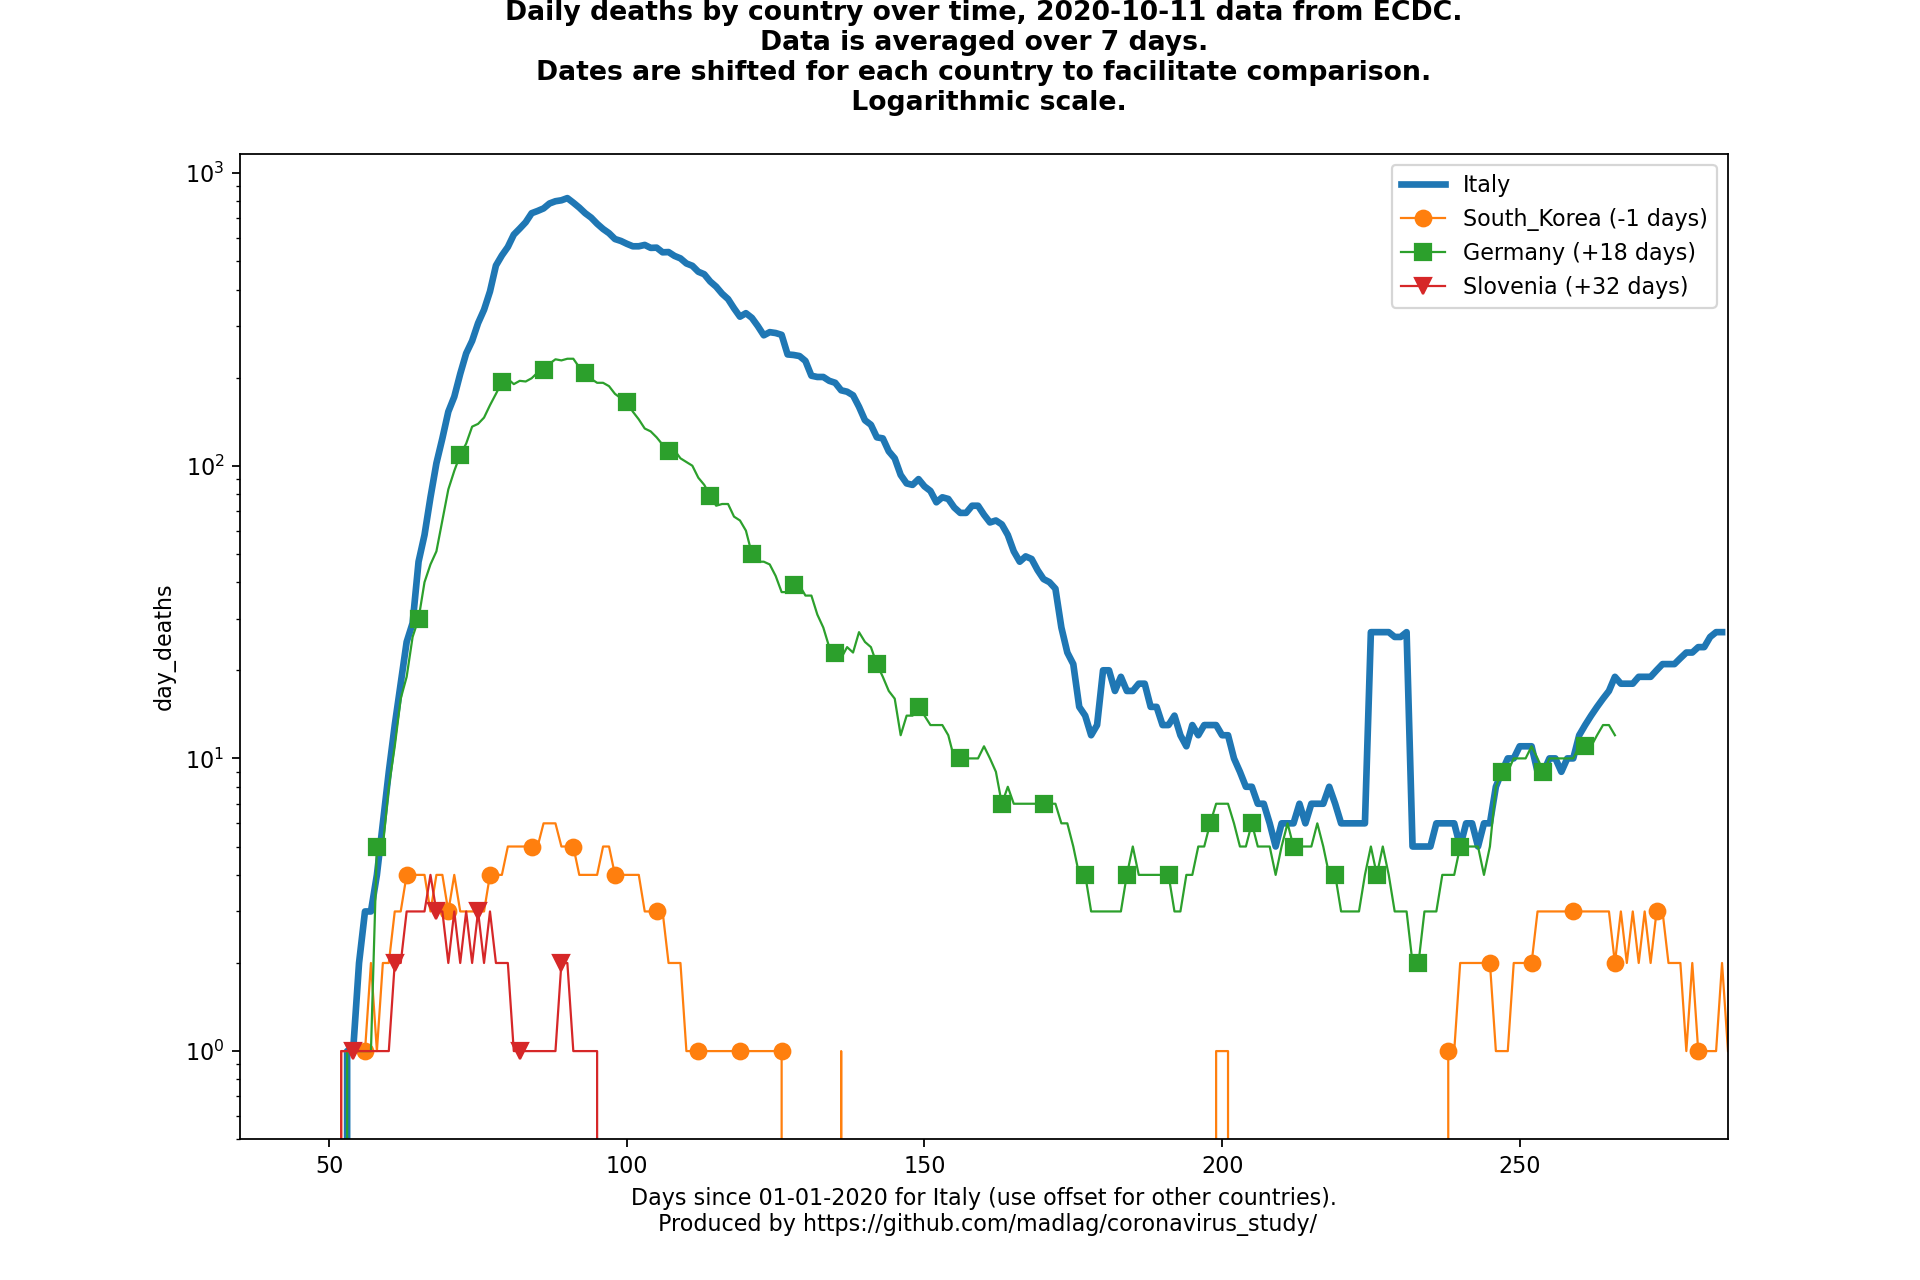 Daily deaths by country over time, 2020-10-11 data from ECDC.
Data is averaged over 7 days.
Dates are shifted for each country to facilitate comparison.
Logarithmic scale.
Italy
South_Korea (-1 days)
Germany (+18 days)
Slovenia (+32 days)
day_deaths
10³
10²
10¹
10⁰
50 100 150 200 250
Days since 01-01-2020 for Italy (use offset for other countries).
Produced by https://github.com/madlag/coronavirus_study/